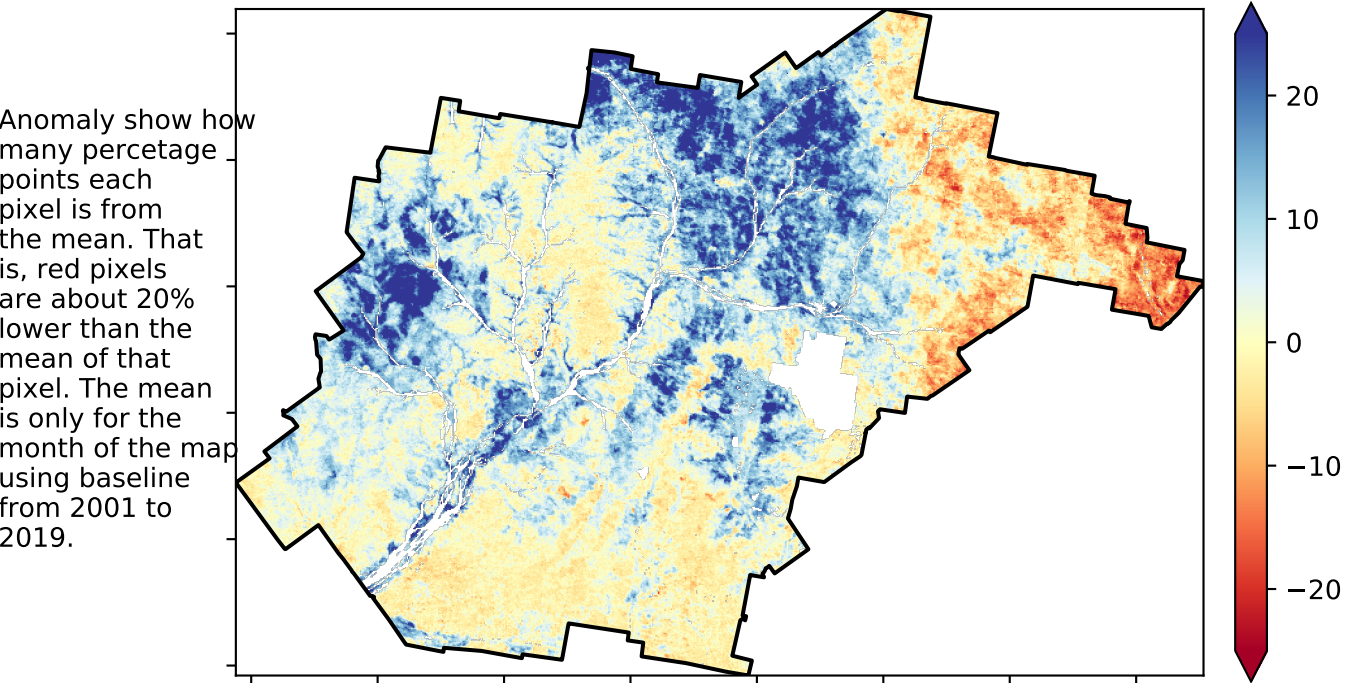 Anomaly show how
many percetage
points each
pixel is from
the mean. That
is, red pixels
are about 20%
lower than the
mean of that
pixel. The mean
is only for the
month of the map
using baseline
from 2001 to
2019.
20
10
0
−10
−20